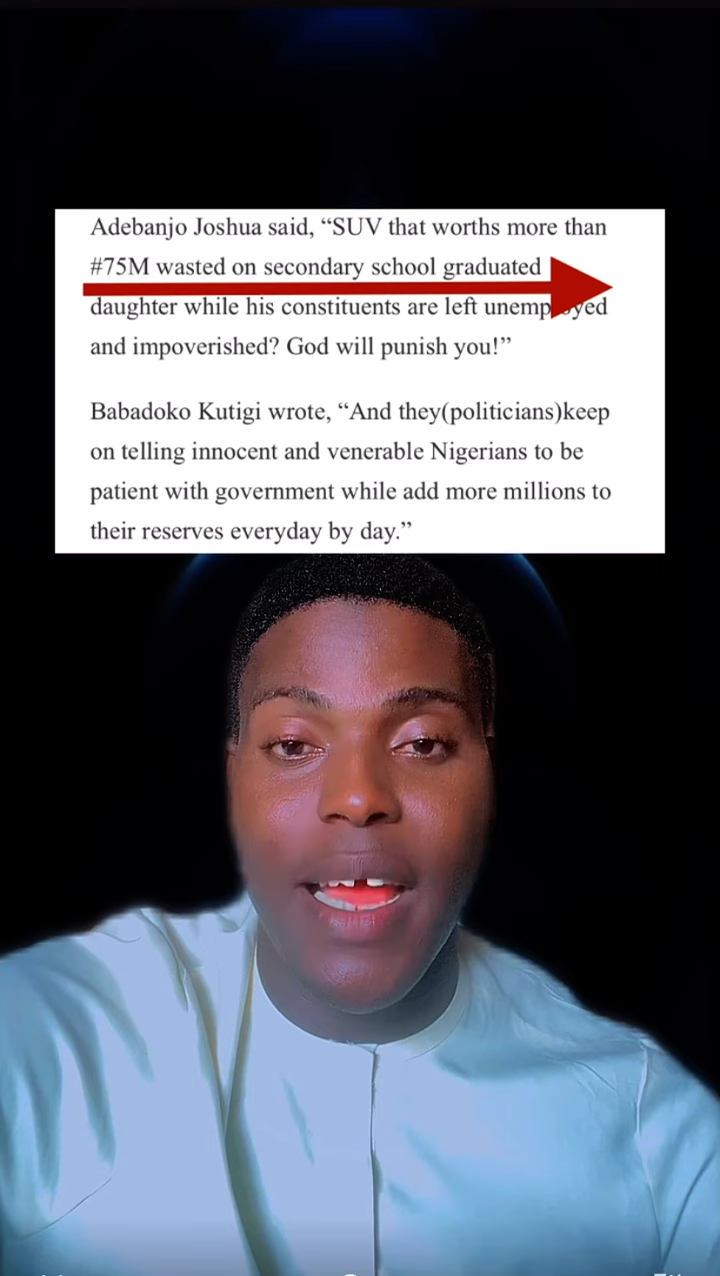 Adebanjo Joshua said, “SUV that worths more than
#75M wasted on secondary school graduated
daughter while his constituents are left unemployed
and impoverished? God will punish you!”
Babadoko Kutigi wrote, “And they(politicians)keep
on telling innocent and venerable Nigerians to be
patient with government while add more millions to
their reserves everyday by day.”